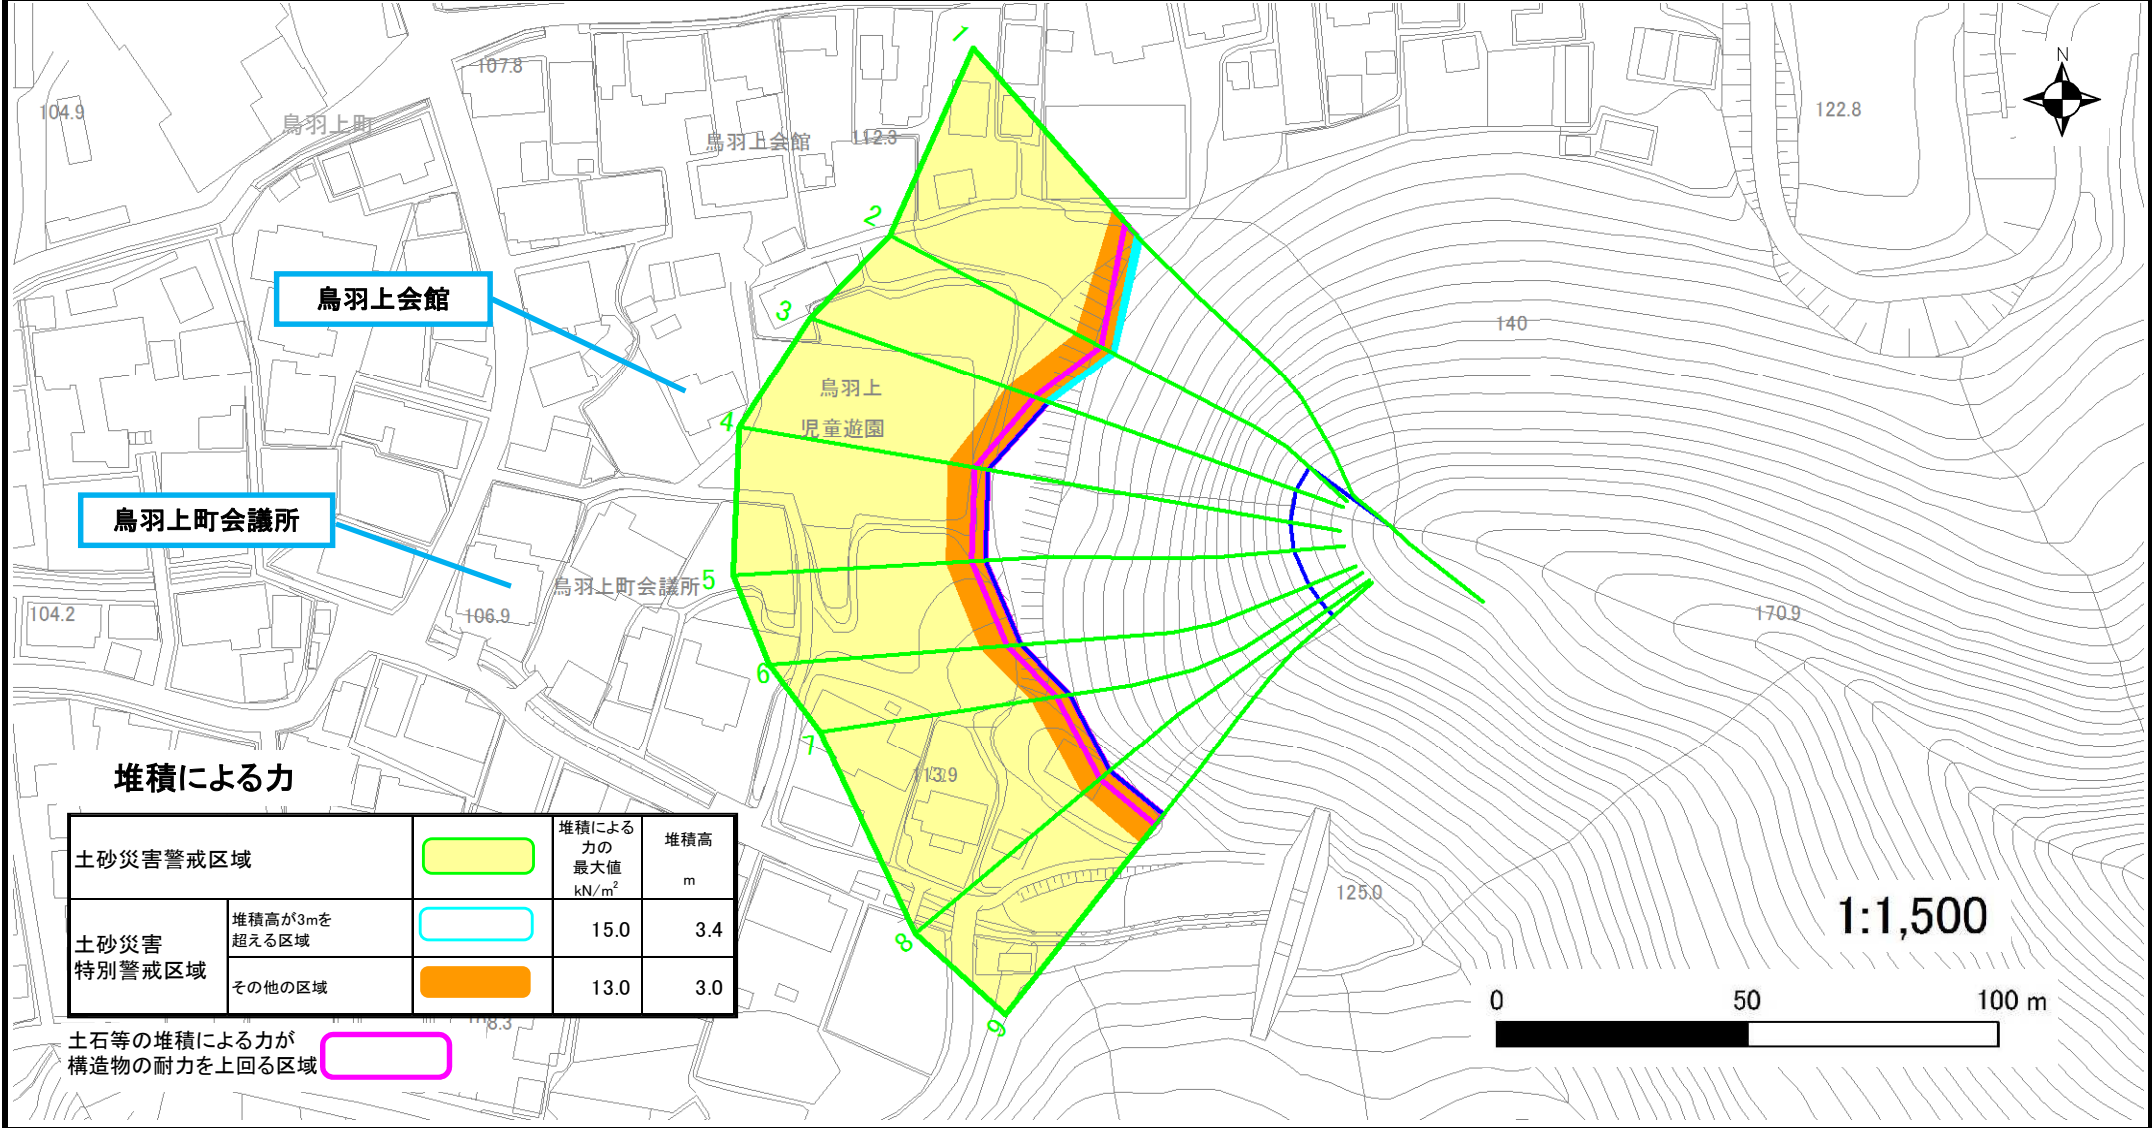 1
N
107.8
104.9
122.8
鳥羽上町
鳥羽上会館
112.3
2
鳥羽上会館
3
140
鳥羽上
児童遊園
4
鳥羽上町会議所
5
鳥羽上町会議所
104.2
106.9
170.9
6
7
113.9
堆積による力
土砂災害警戒区域
堆積による
力の
最大値
kN/m²
堆積高
m
土砂災害
特別警戒区域
堆積高が3mを
超える区域
15.0
3.4
その他の区域
13.0
3.0
125.0
1:1,500
8
0 50 100 m
9
土石等の堆積による力が
構造物の耐力を上回る区域